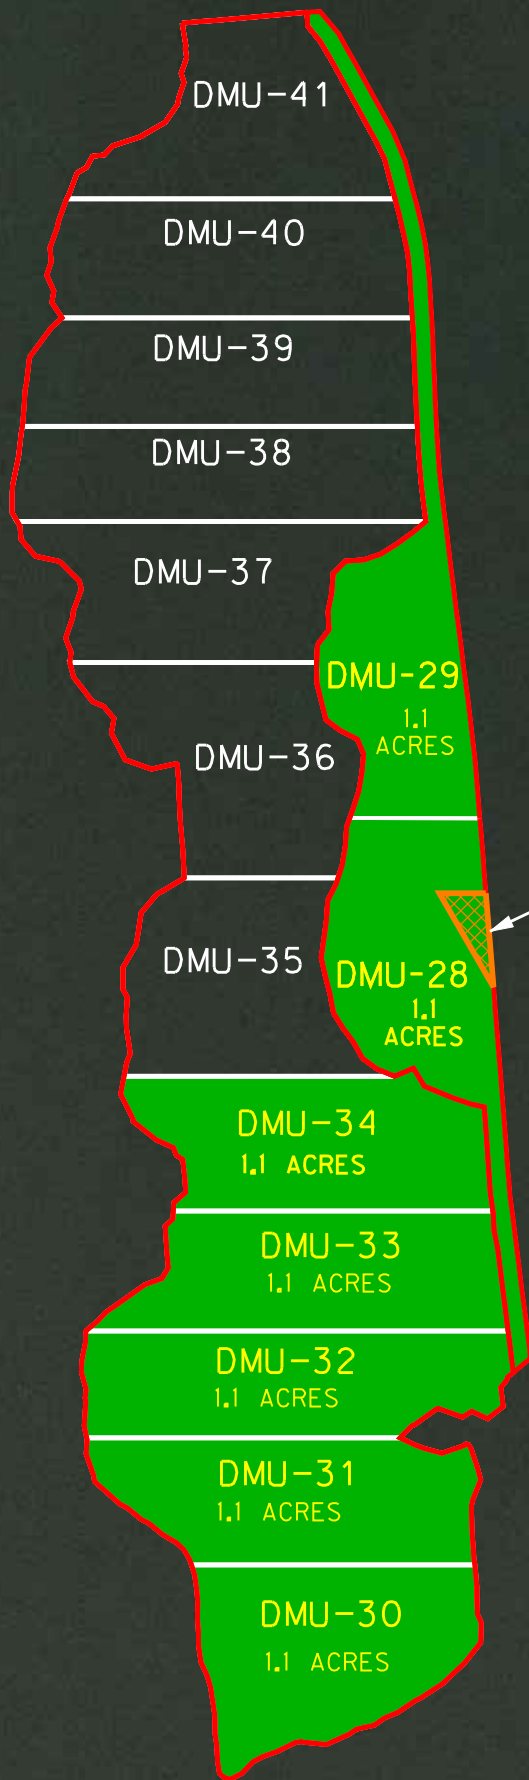 DMU-41
DMU-40
DMU-39
DMU-38
DMU-37
DMU-29
1.1
ACRES
DMU-36
DMU-35
DMU-28
1.1
ACRES
DMU-34
1.1 ACRES
DMU-33
1.1 ACRES
DMU-32
1.1 ACRES
DMU-31
1.1 ACRES
DMU-30
1.1 ACRES